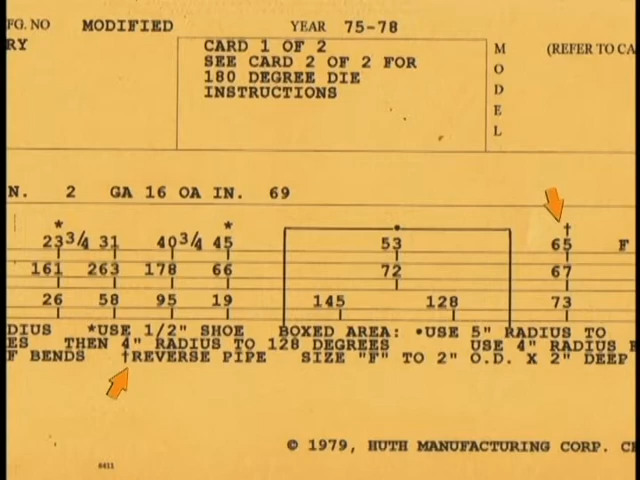 FG. NO MODIFIED YEAR 75-78
RY
CARD 1 OF 2
SEE CARD 2 OF 2 FOR
180 DEGREE DIE
INSTRUCTIONS
MODEL
(REFER TO CA
N. 2 GA 16 OA IN. 69
* * †
23 3/4 31 40 3/4 45 53 65 F
161 263 178 66 72 67
26 58 95 19 145 128 73
DIUS *USE 1/2" SHOE BOXED AREA: •USE 5" RADIUS TO
ES THEN 4" RADIUS TO 128 DEGREES USE 4" RADIUS
F BENDS †REVERSE PIPE SIZE "F" TO 2" O.D. X 2" DEEP
© 1979, HUTH MANUFACTURING CORP.
6411